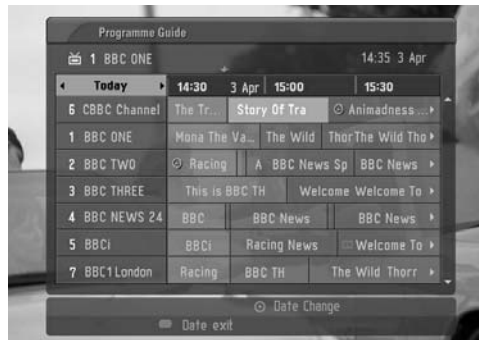 Programme Guide
1 BBC ONE 14:35 3 Apr
Today 14:30 3 Apr 15:00 15:30
6 CBBC Channel The Tr... Story Of Tra Animadness ...
1 BBC ONE Mona The Va... The Wild Thor The Wild Tho
2 BBC TWO Racing A BBC News Sp BBC News
3 BBC THREE This is BBC TH Welcome Welcome To
4 BBC NEWS 24 BBC BBC News BBC News
5 BBCi BBCi Racing News Welcome To
7 BBC1 London Racing BBC TH The Wild Thorr
Date Change
Date exit